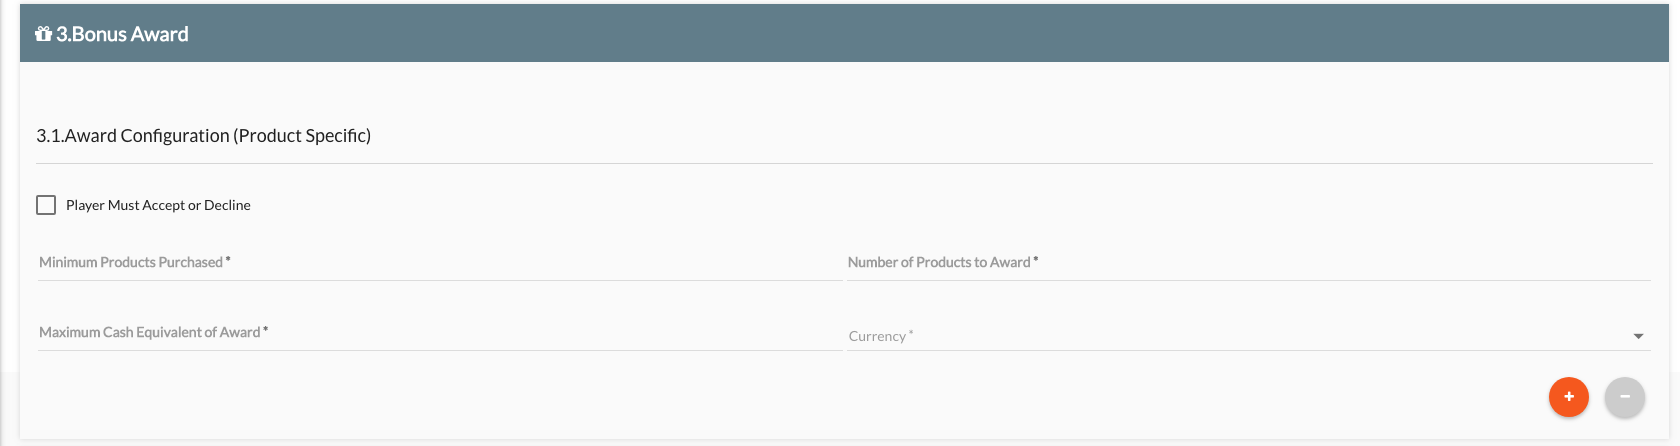 3.Bonus Award
3.1.Award Configuration (Product Specific)
Player Must Accept or Decline
Minimum Products Purchased * Number of Products to Award *
Maximum Cash Equivalent of Award * Currency *
+ −